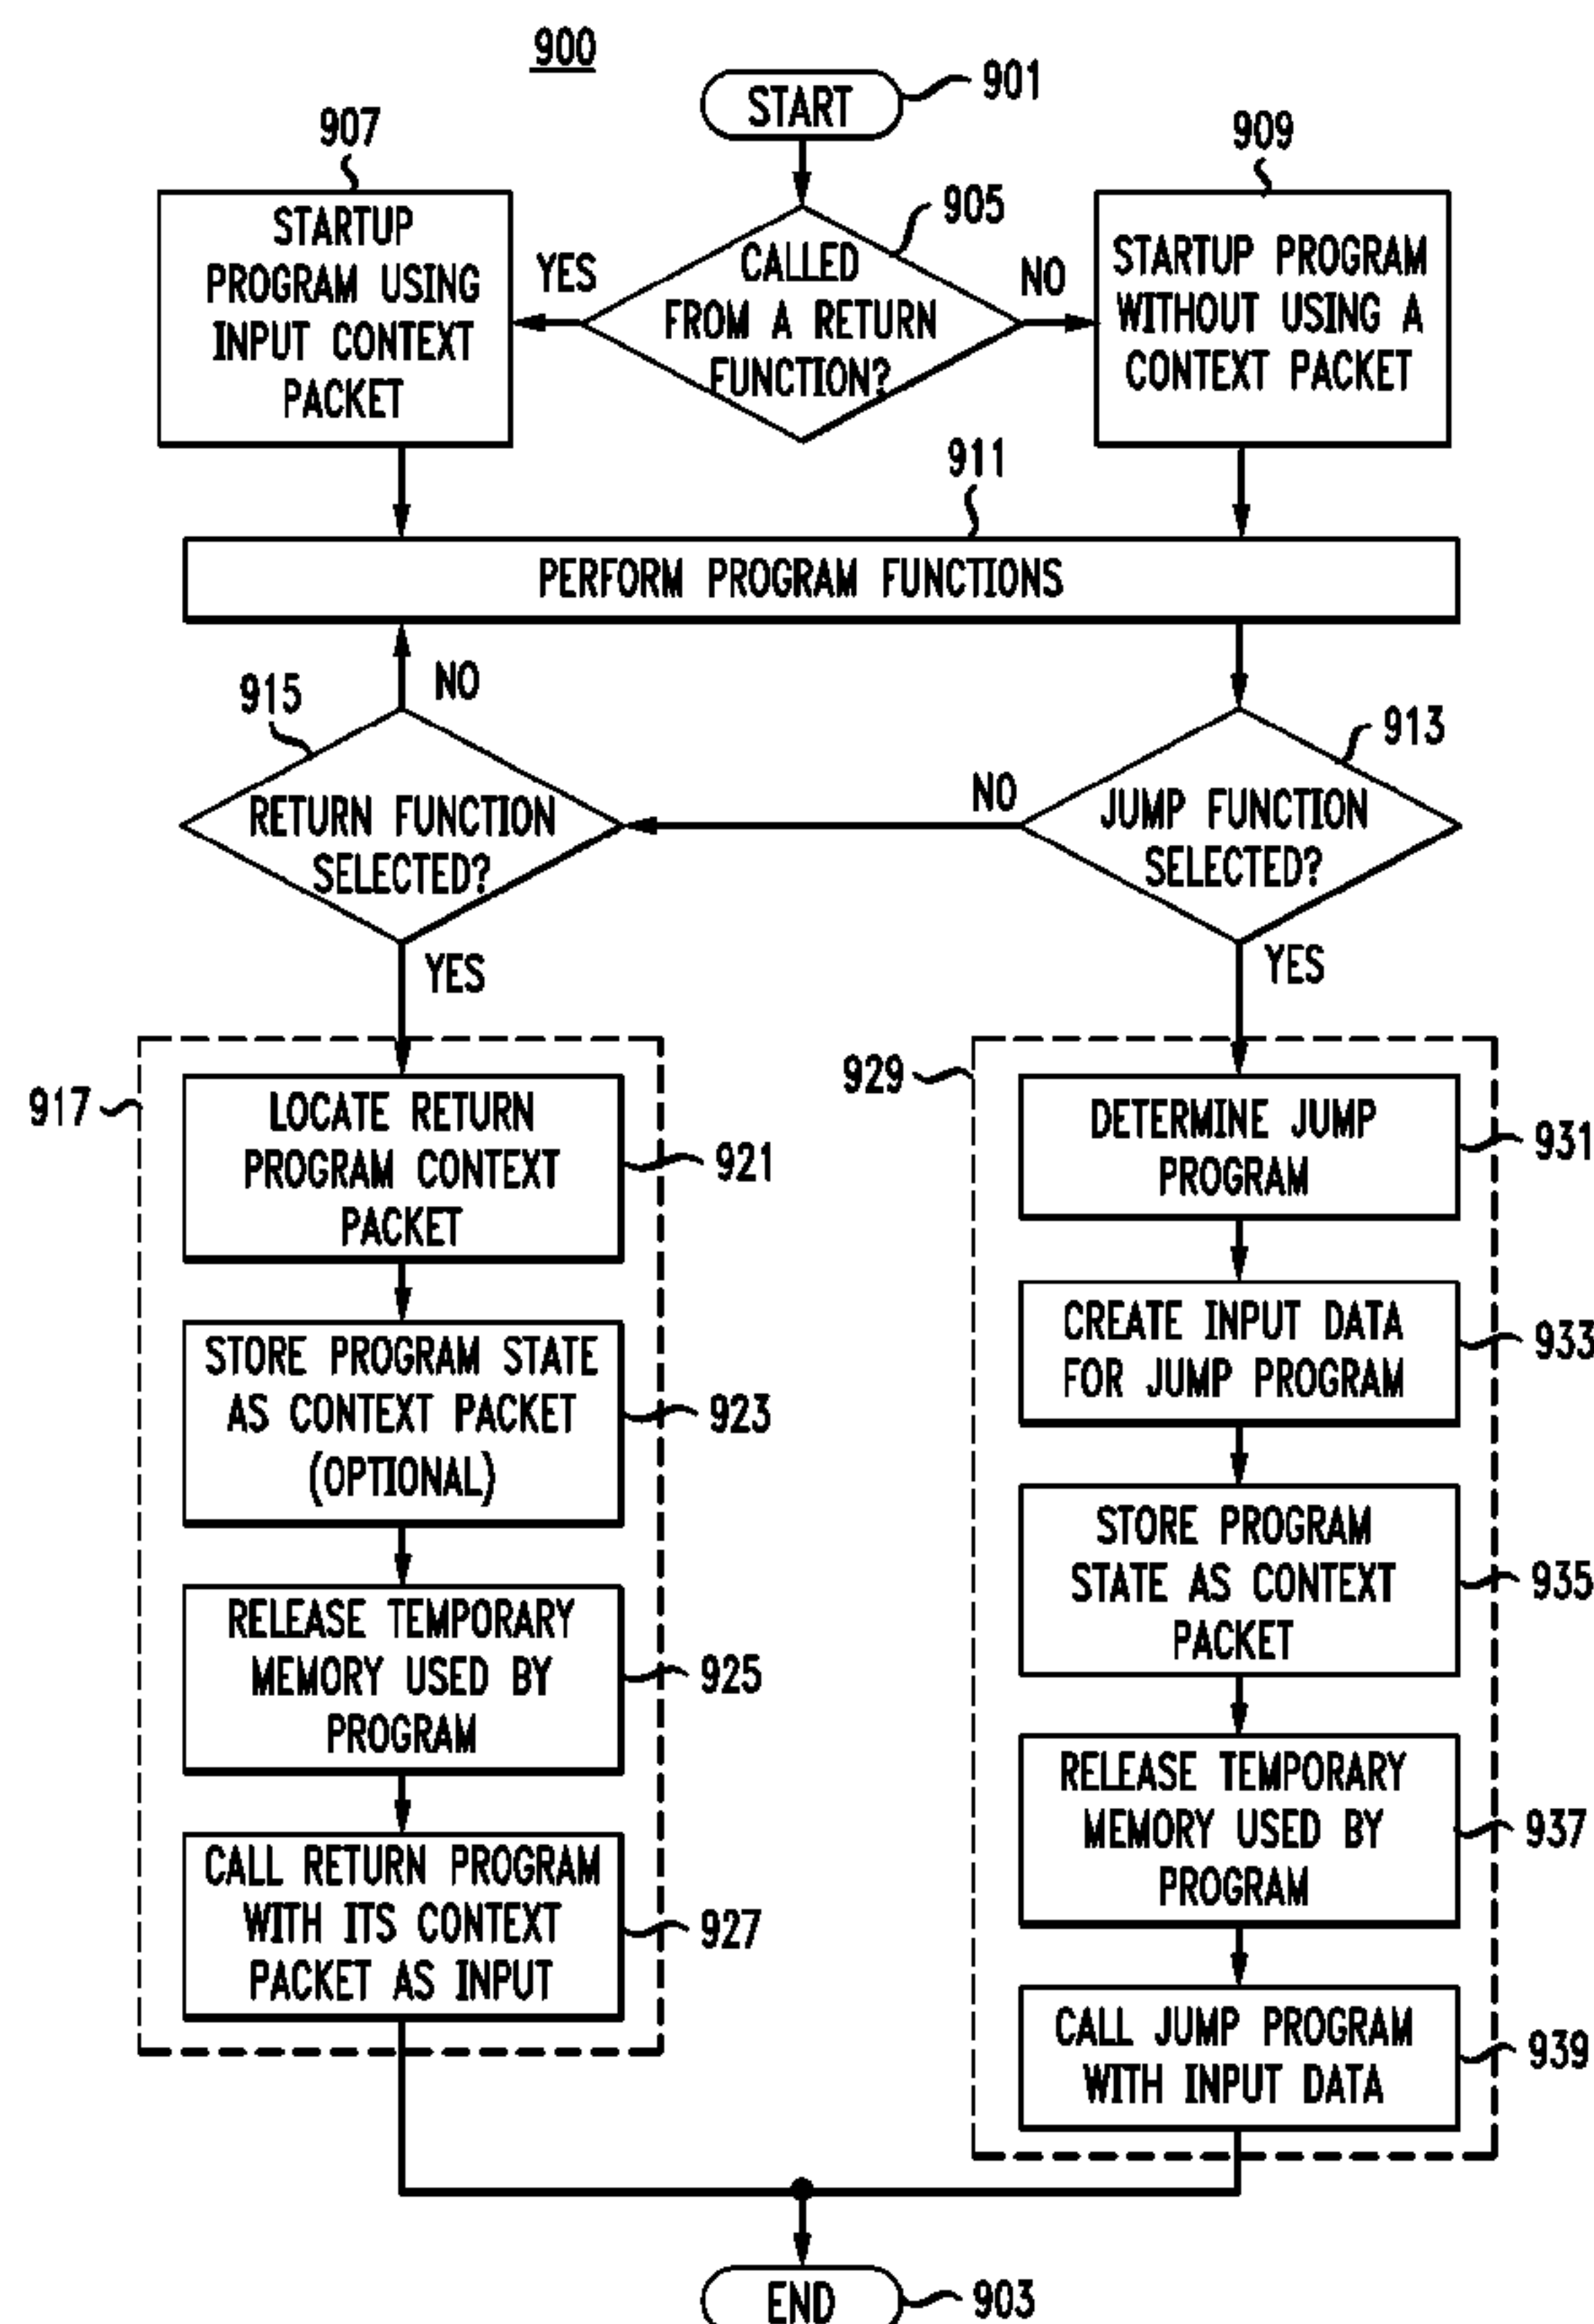 900
START
901
907
909
STARTUP
PROGRAM USING
INPUT CONTEXT
PACKET
YES
905
CALLED
FROM A RETURN
FUNCTION?
NO
STARTUP PROGRAM
WITHOUT USING A
CONTEXT PACKET
911
PERFORM PROGRAM FUNCTIONS
915
NO
913
RETURN FUNCTION
SELECTED?
NO
JUMP FUNCTION
SELECTED?
YES
YES
917
929
LOCATE RETURN
PROGRAM CONTEXT
PACKET
921
DETERMINE JUMP
PROGRAM
931
STORE PROGRAM STATE
AS CONTEXT PACKET
(OPTIONAL)
923
CREATE INPUT DATA
FOR JUMP PROGRAM
933
RELEASE TEMPORARY
MEMORY USED BY
PROGRAM
925
STORE PROGRAM
STATE AS CONTEXT
PACKET
935
CALL RETURN PROGRAM
WITH ITS CONTEXT
PACKET AS INPUT
927
RELEASE TEMPORARY
MEMORY USED BY
PROGRAM
937
CALL JUMP PROGRAM
WITH INPUT DATA
939
END
903